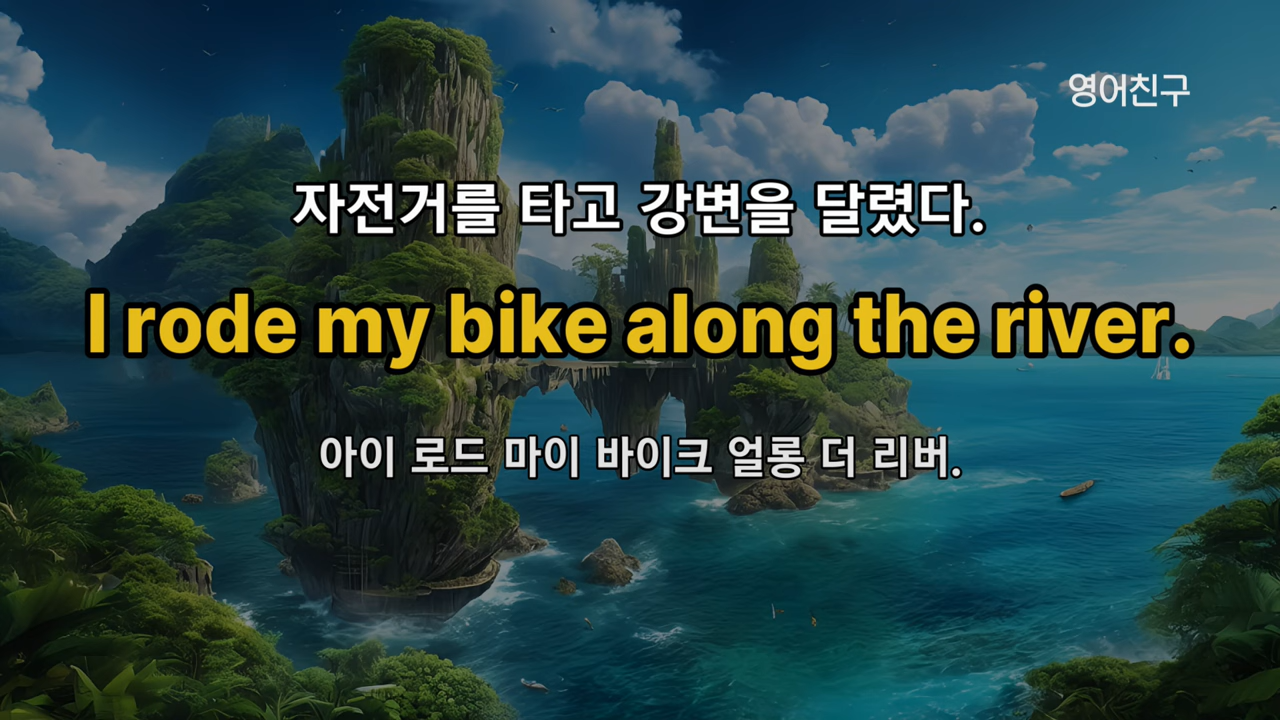 영어친구
자전거를 타고 강변을 달렸다.
I rode my bike along the river.
아이 로드 마이 바이크 얼롱 더 리버.